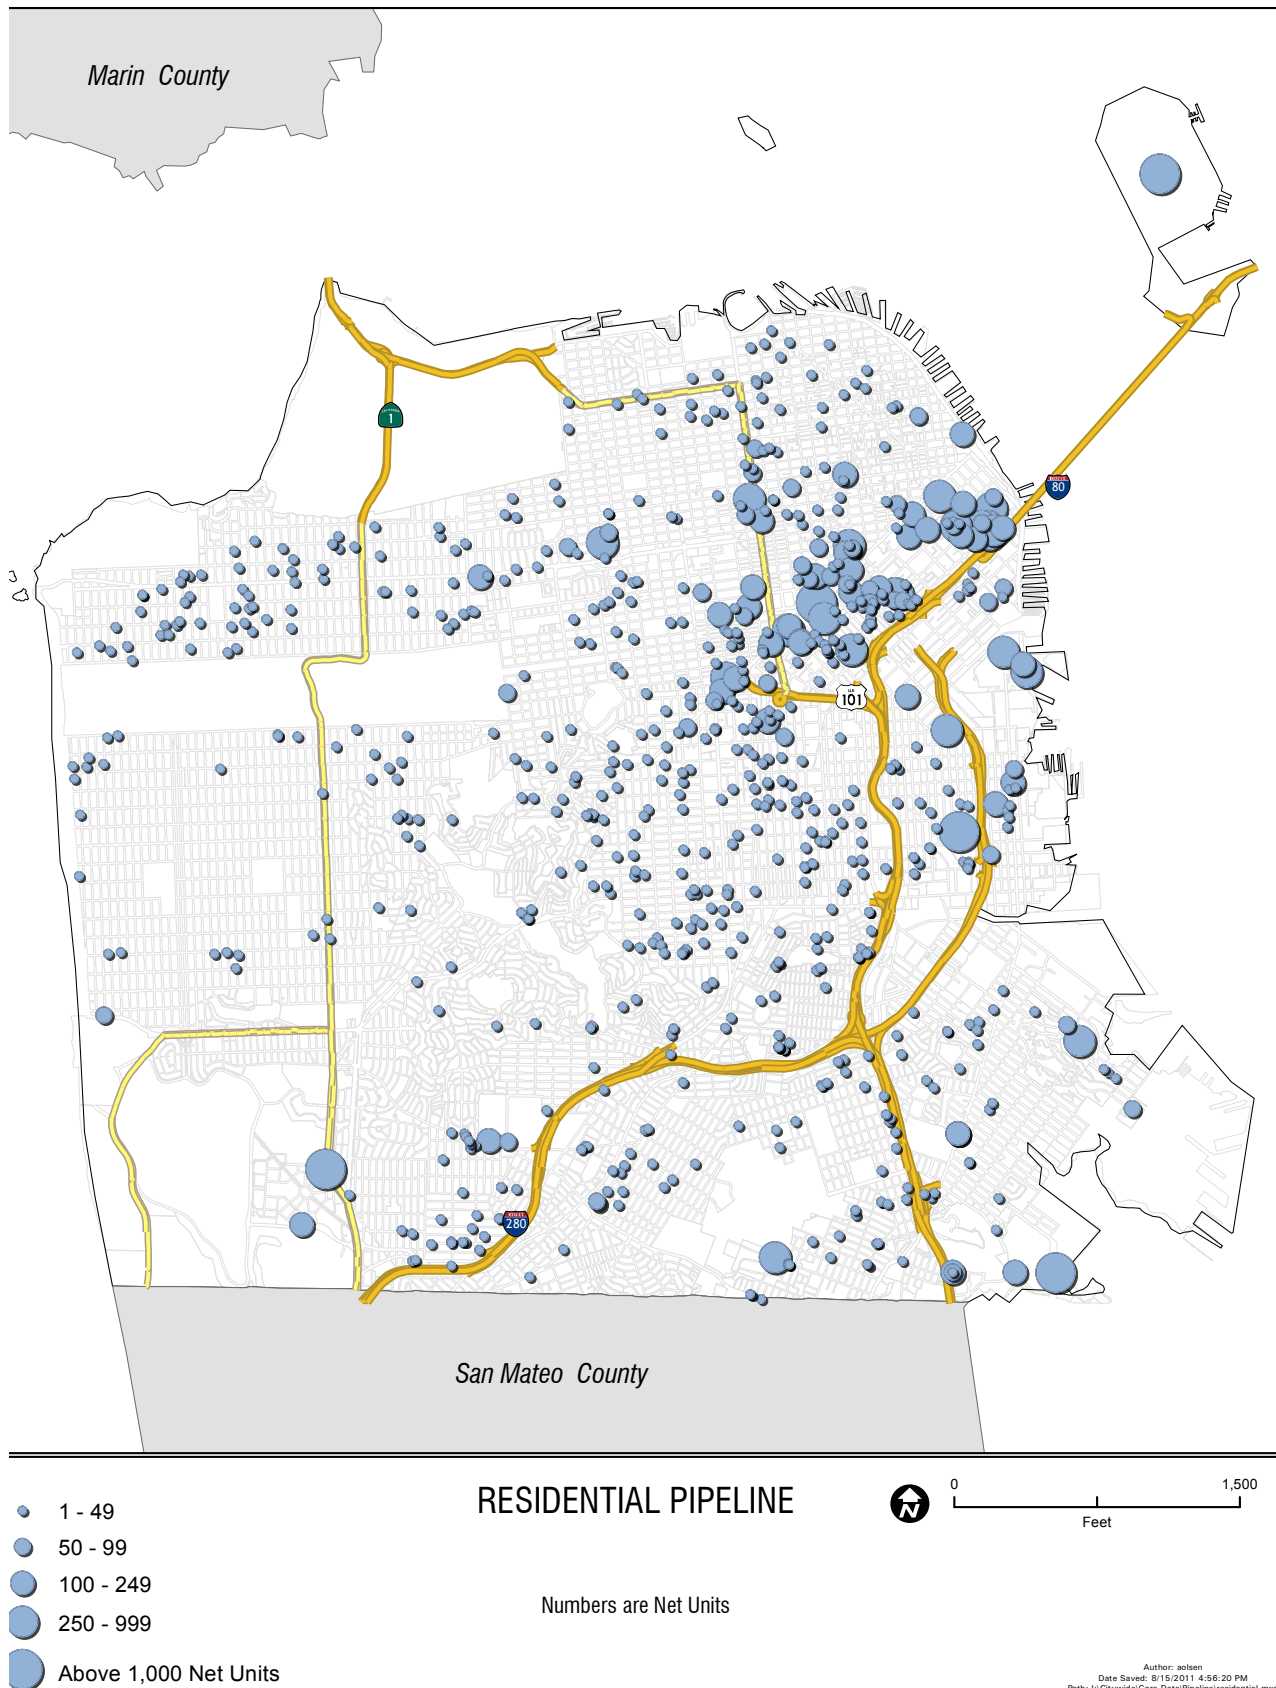 Marin County
1
80
101
280
San Mateo County
RESIDENTIAL PIPELINE
Numbers are Net Units
N
0 1,500
Feet
1 - 49
50 - 99
100 - 249
250 - 999
Above 1,000 Net Units
Author: aolsen
Date Saved: 8/15/2011 4:56:20 PM